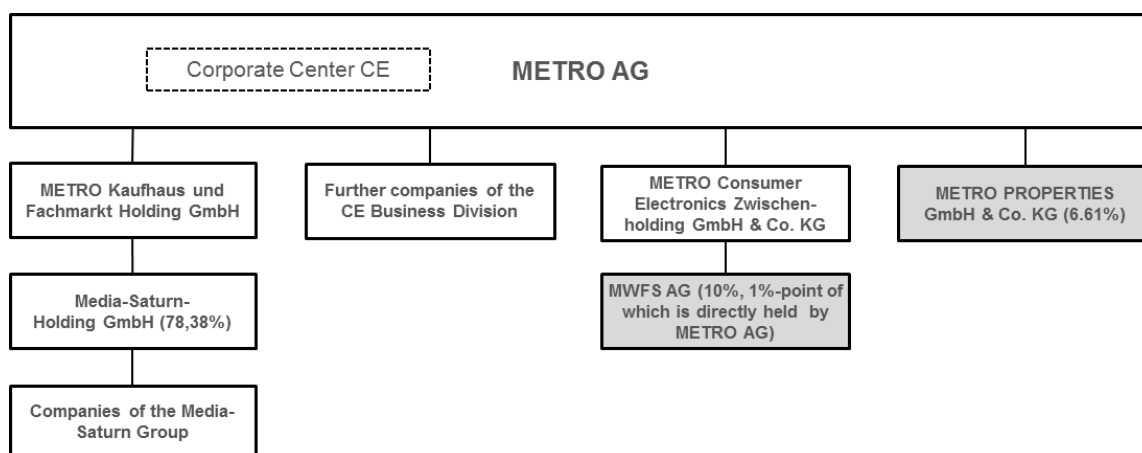 Corporate Center CE
METRO AG
METRO Kaufhaus und
Fachmarkt Holding GmbH
Further companies of the
CE Business Division
METRO Consumer
Electronics Zwischen-
holding GmbH & Co. KG
METRO PROPERTIES
GmbH & Co. KG (6.61%)
Media-Saturn-
Holding GmbH (78,38%)
MWFS AG (10%, 1%-point of
which is directly held by
METRO AG)
Companies of the Media-
Saturn Group